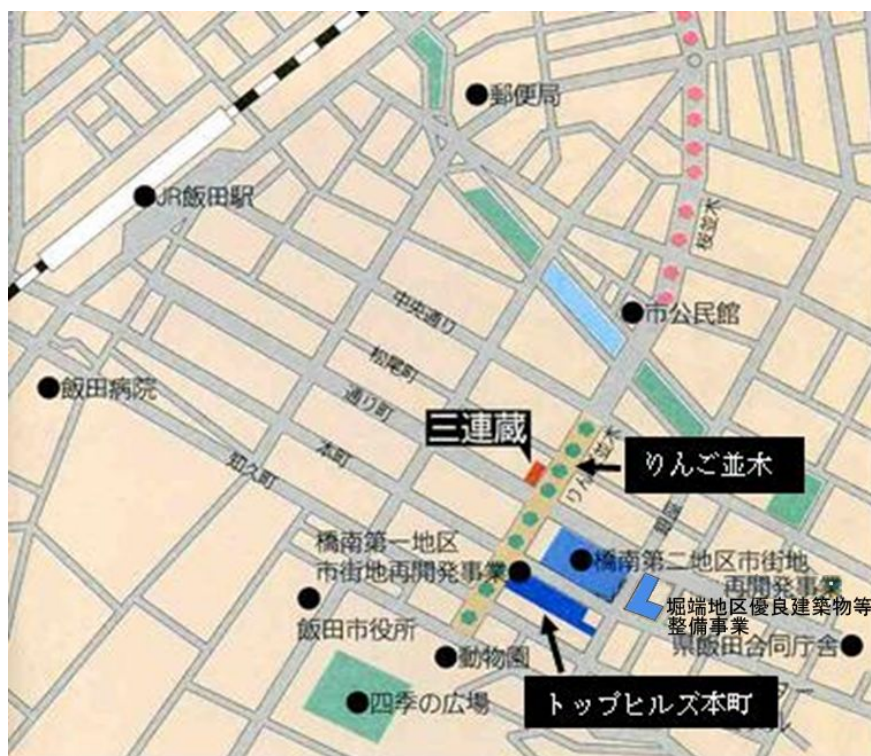 郵便局
JR飯田駅
桜並木
市公民館
中央通り
松尾町
飯田病院
通り町
三連蔵
本町
りんご並木
りんご並木
知久町
銀座
橋南第一地区
市街地再開発事業
橋南第二地区市街地
再開発事業
堀端地区優良建築物等
整備事業
飯田市役所
県飯田合同庁舎
動物園
四季の広場
トップヒルズ本町